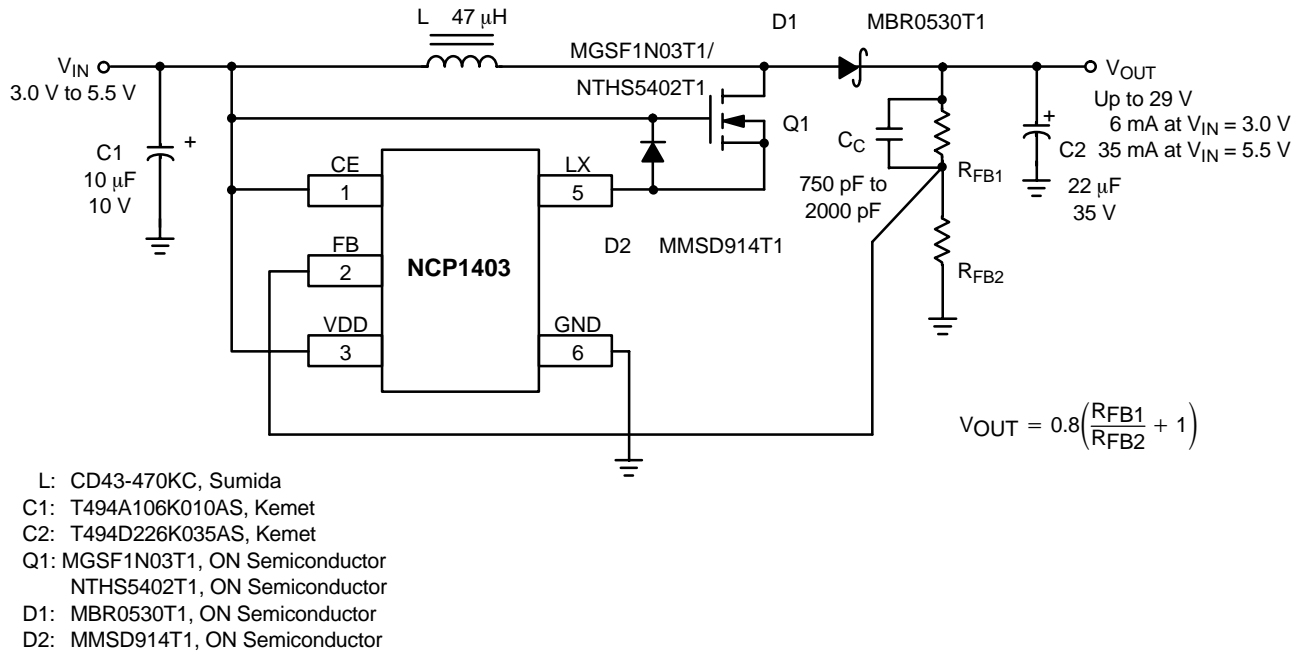 L 47 μH
D1 MBR0530T1
VIN
3.0 V to 5.5 V
MGSF1N03T1/
NTHS5402T1
VOUT
Up to 29 V
6 mA at VIN = 3.0 V
35 mA at VIN = 5.5 V
Q1
+
C1
10 μF
10 V
CC
750 pF to
2000 pF
RFB1
+
C2
22 μF
35 V
CE
1
LX
5
D2 MMSD914T1
FB
2
NCP1403
RFB2
VDD
3
GND
6
VOUT = 0.8(RFB1/RFB2 + 1)
L: CD43-470KC, Sumida
C1: T494A106K010AS, Kemet
C2: T494D226K035AS, Kemet
Q1: MGSF1N03T1, ON Semiconductor
NTHS5402T1, ON Semiconductor
D1: MBR0530T1, ON Semiconductor
D2: MMSD914T1, ON Semiconductor